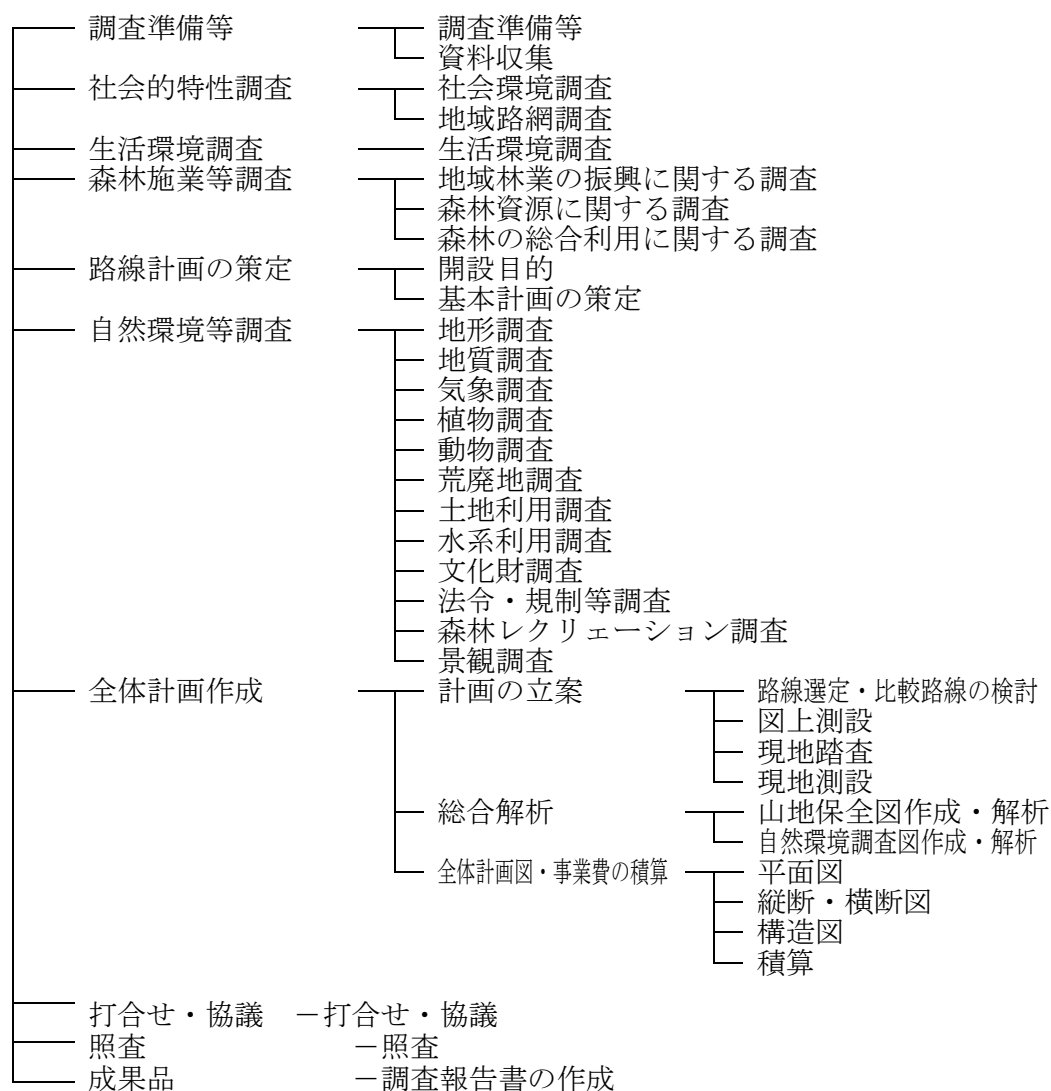 調査準備等 調査準備等
資料収集
社会的特性調査 社会環境調査
地域路網調査
生活環境調査 生活環境調査
森林施業等調査 地域林業の振興に関する調査
森林資源に関する調査
森林の総合利用に関する調査
路線計画の策定 開設目的
基本計画の策定
自然環境等調査 地形調査
地質調査
気象調査
植物調査
動物調査
荒廃地調査
土地利用調査
水系利用調査
文化財調査
法令・規制等調査
森林レクリェーション調査
景観調査
全体計画作成 計画の立案 路線選定・比較路線の検討
図上測設
現地踏査
現地測設
総合解析 山地保全図作成・解析
自然環境調査図作成・解析
全体計画図・事業費の積算 平面図
縦断・横断図
構造図
積算
打合せ・協議 －打合せ・協議
照査 －照査
成果品 －調査報告書の作成